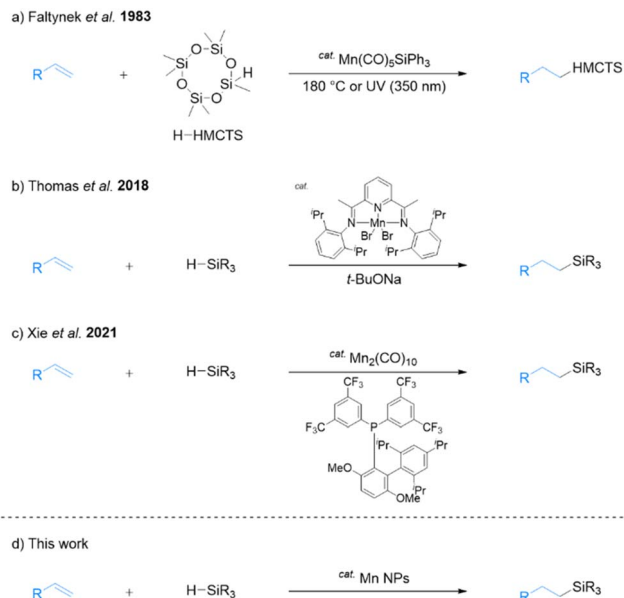 a) Faltynek et al. 1983
R + Si O Si O Si H O Si O cat. Mn(CO)5SiPh3 R HMCTS
180 °C or UV (350 nm)
H-HMCTS
b) Thomas et al. 2018
cat.
iPr N N N iPr
Mn
Br Br
iPr iPr
R + H-SiR3 R SiR3
t-BuONa
c) Xie et al. 2021
R + H-SiR3 cat. Mn2(CO)10 R SiR3
CF3 CF3
F3C P CF3
iPr iPr
MeO
iPr
OMe
d) This work
R + H-SiR3 cat. Mn NPs R SiR3